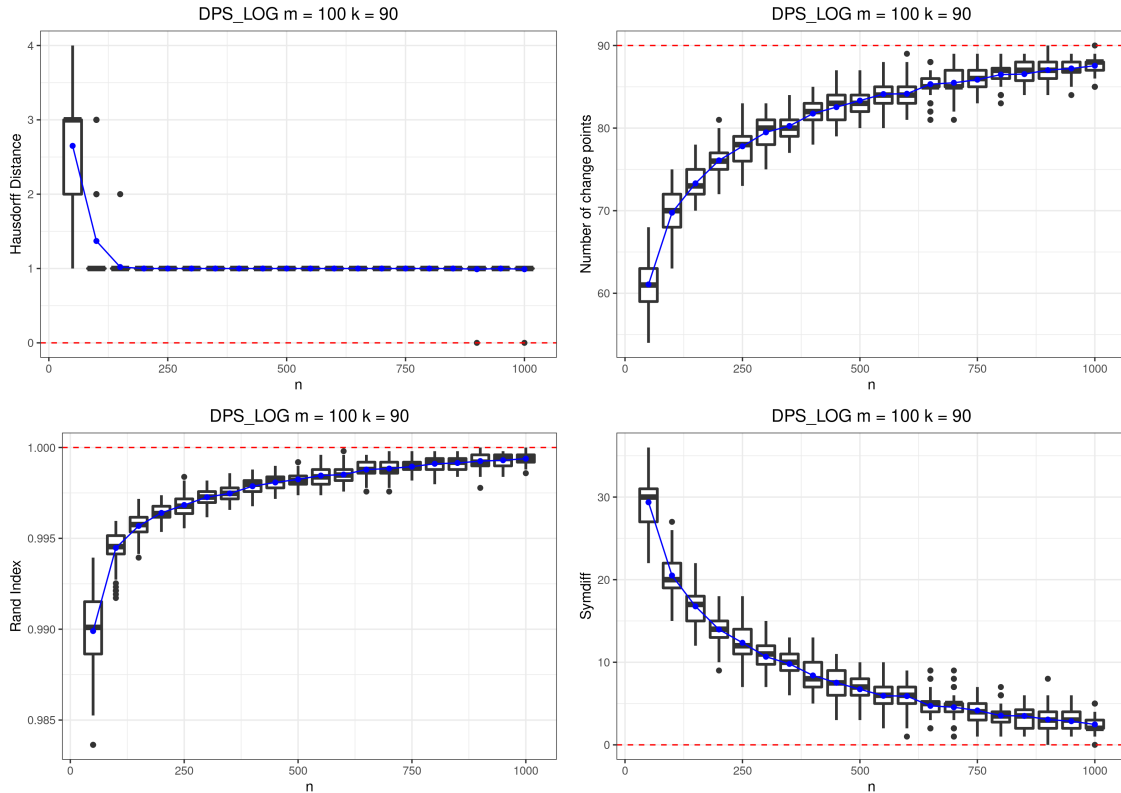 DPS_LOG m = 100 k = 90
Hausdorff Distance
4
3
2
1
0
0 250 500 750 1000
n
DPS_LOG m = 100 k = 90
Number of change points
90
80
70
60
0 250 500 750 1000
n
DPS_LOG m = 100 k = 90
Rand Index
1.000
0.995
0.990
0.985
0 250 500 750 1000
n
DPS_LOG m = 100 k = 90
Symdiff
30
20
10
0
0 250 500 750 1000
n